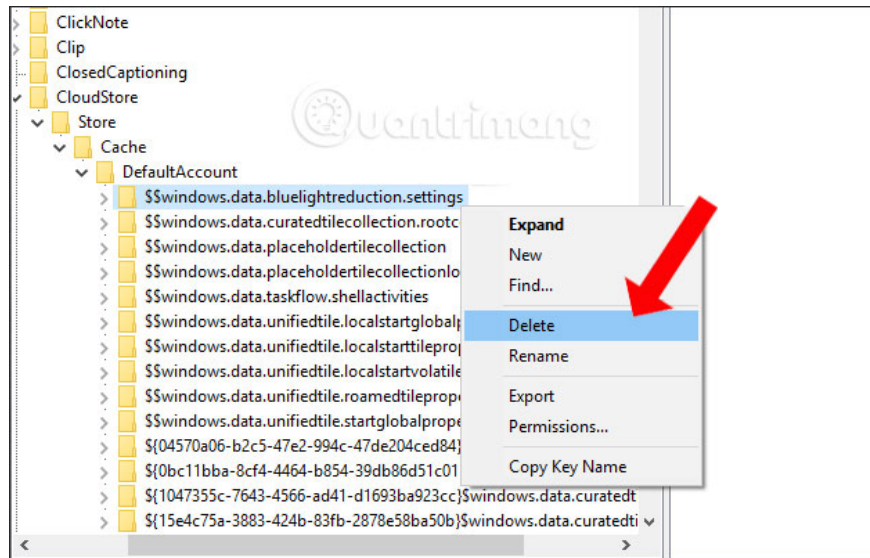 ClickNote
Clip
ClosedCaptioning
CloudStore
Store
Cache
DefaultAccount
$$windows.data.bluelightreduction.settings
$$windows.data.curatedtilecollection.rootc
$$windows.data.placeholdertilecollection
$$windows.data.placeholdertilecollectionlo
$$windows.data.taskflow.shellactivities
$$windows.data.unifiedtile.localstartglobalp
$$windows.data.unifiedtile.localstarttileprop
$$windows.data.unifiedtile.localstartvolatile
$$windows.data.unifiedtile.roamedtileprope
$$windows.data.unifiedtile.startglobalprope
${04570a06-b2c5-47e2-994c-47de204ced84}
${0bc11bba-8cf4-4464-b854-39db86d51c01
${1047355c-7643-4566-ad41-d1693ba923cc}$windows.data.curatedt
${15e4c75a-3883-424b-83fb-2878e58ba50b}$windows.data.curatedti
Expand
New
Find...
Delete
Rename
Export
Permissions...
Copy Key Name
Quantrimang